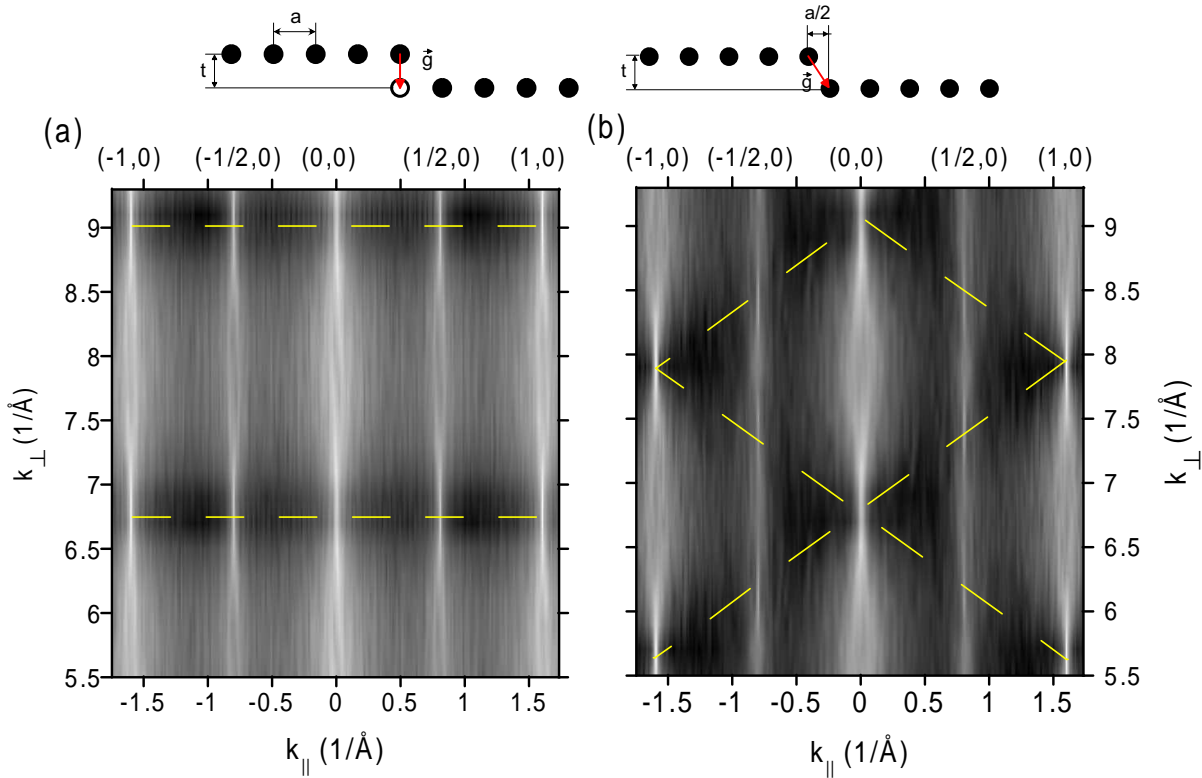 a
t
g
a/2
t
g
(a)
(-1,0) (-1/2,0) (0,0) (1/2,0) (1,0)
9
8.5
8
7.5
7
6.5
6
5.5
k⊥ (1/Å)
-1.5 -1 -0.5 0 0.5 1 1.5
k|| (1/Å)
(b)
(-1,0) (-1/2,0) (0,0) (1/2,0) (1,0)
9
8.5
8
7.5
7
6.5
6
5.5
k⊥ (1/Å)
-1.5 -1 -0.5 0 0.5 1 1.5
k|| (1/Å)